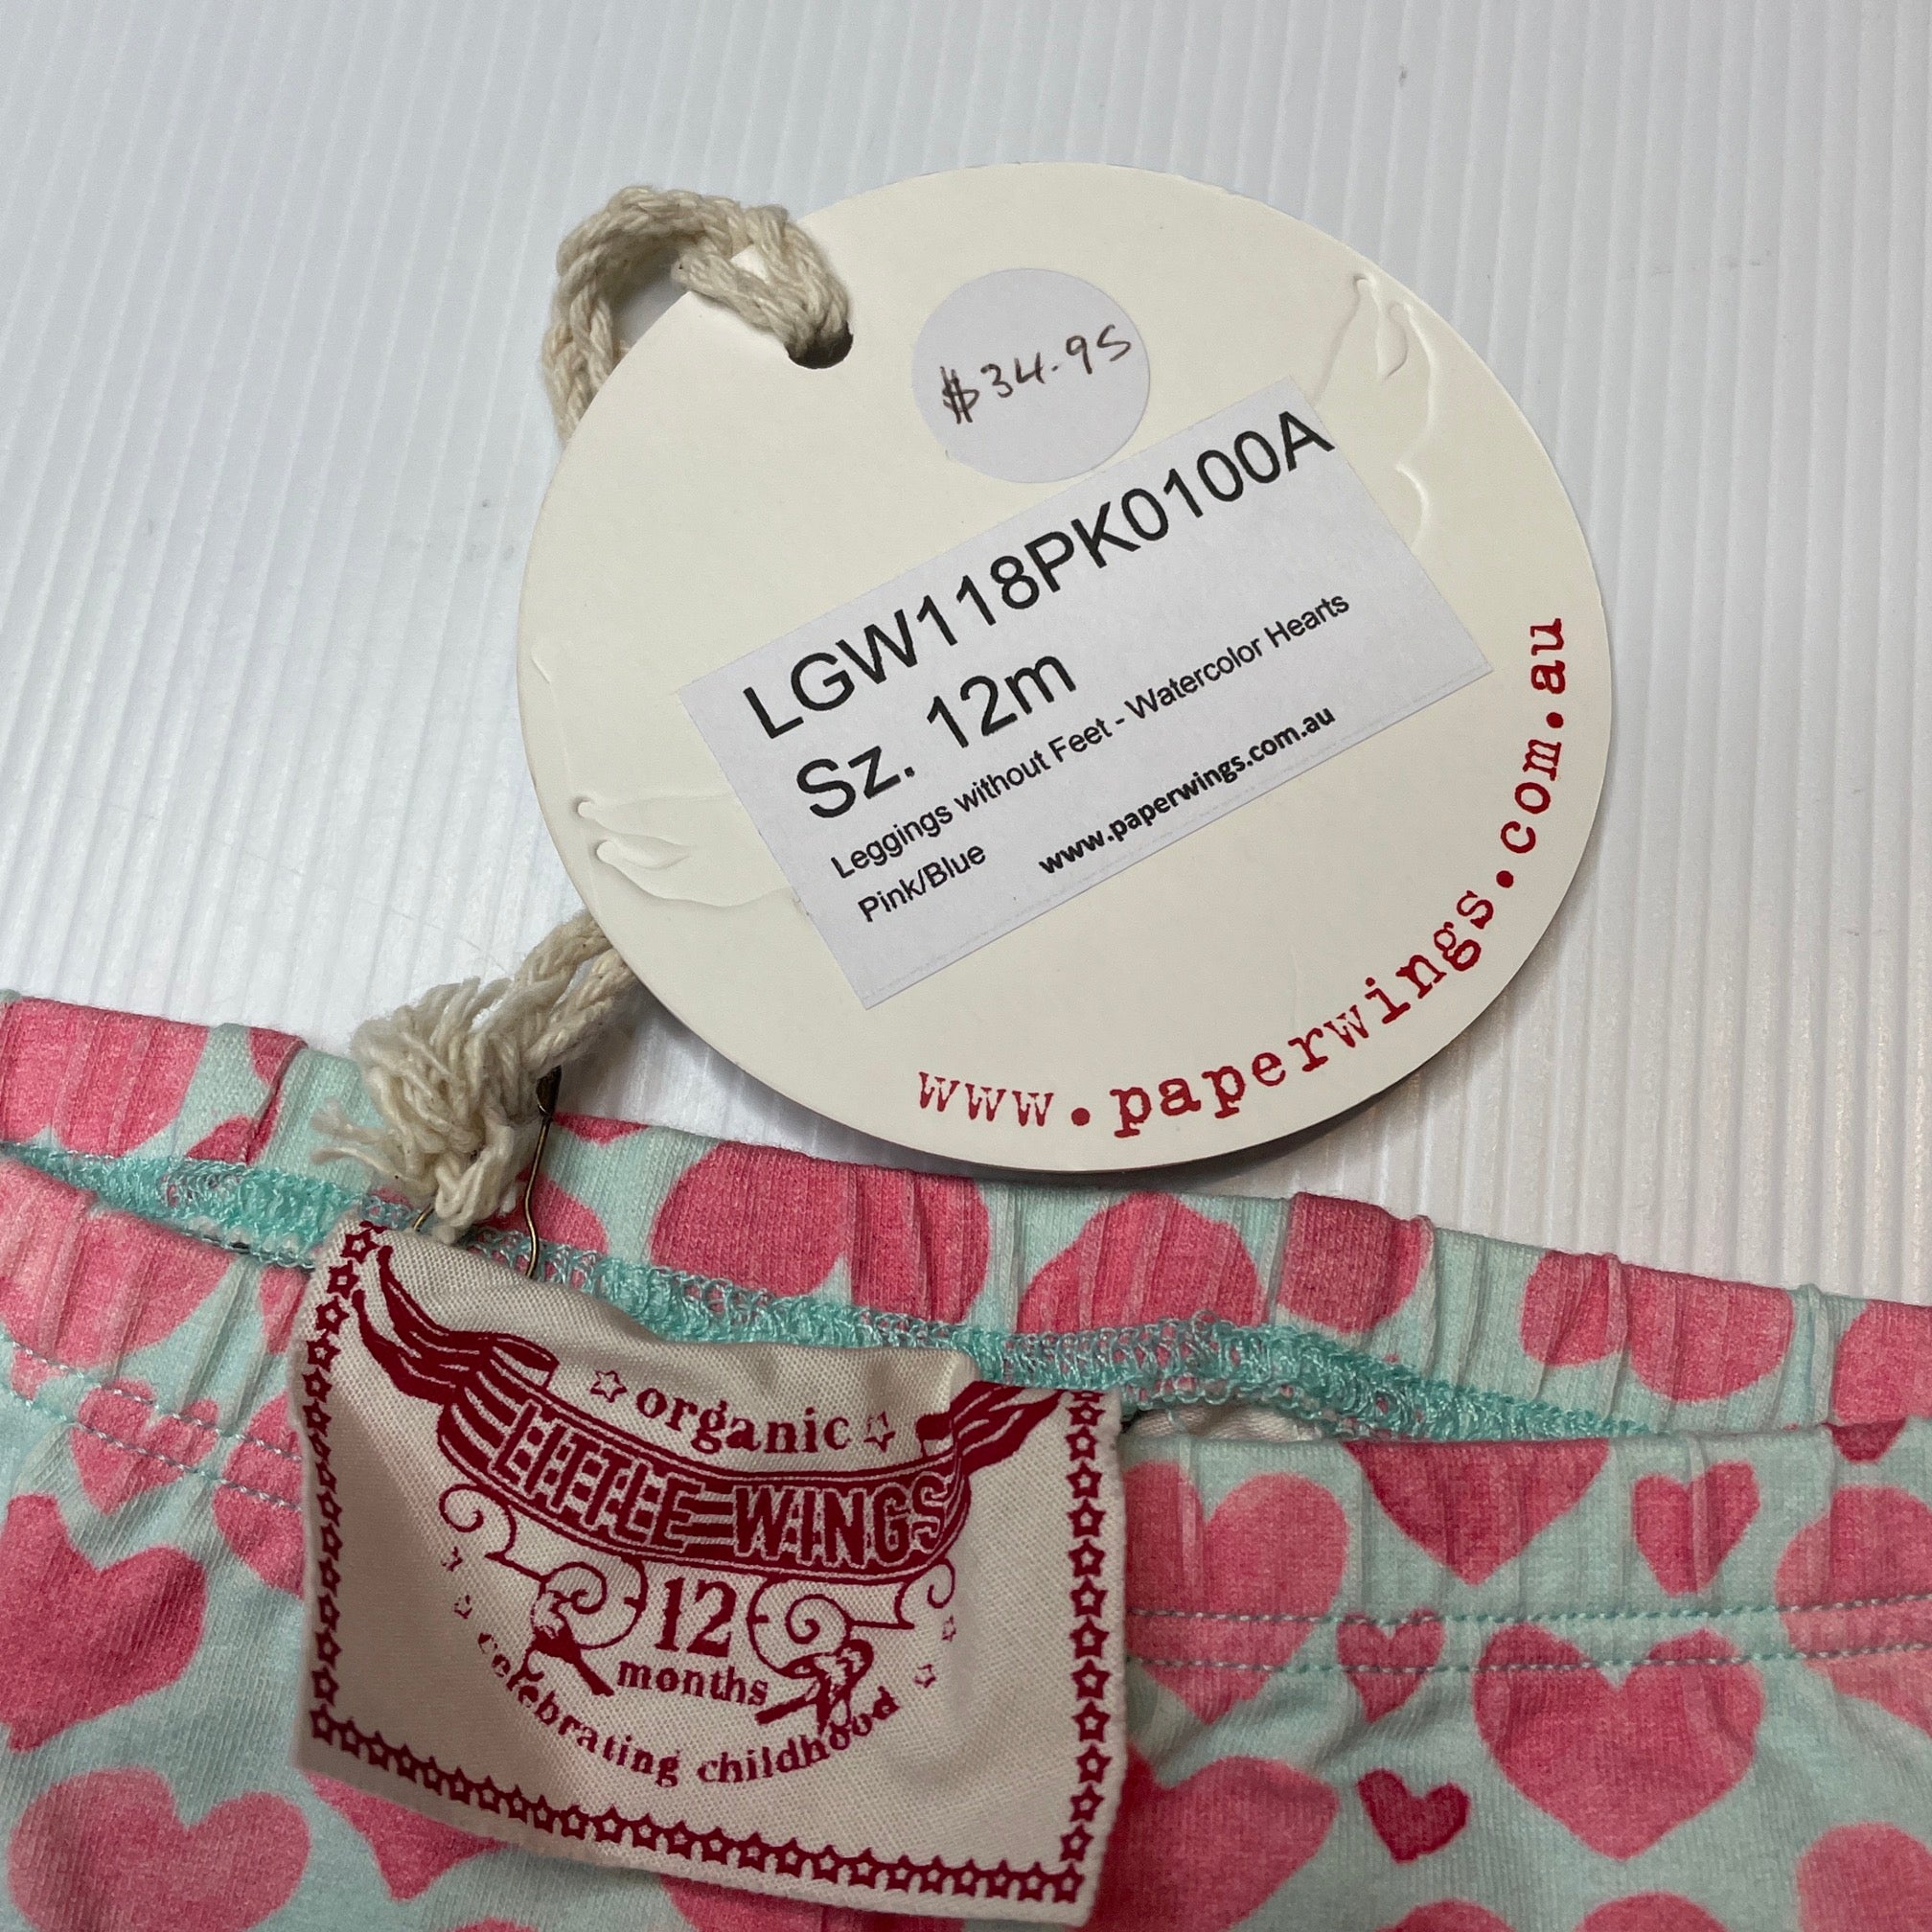 $34.95
LGW118PK0100A
Sz. 12m
Leggings without Feet - Watercolor Hearts
Pink/Blue
www.paperwings.com.au
www.paperwings.com.au
organic
LITTLE WINGS
12
months
celebrating childhood